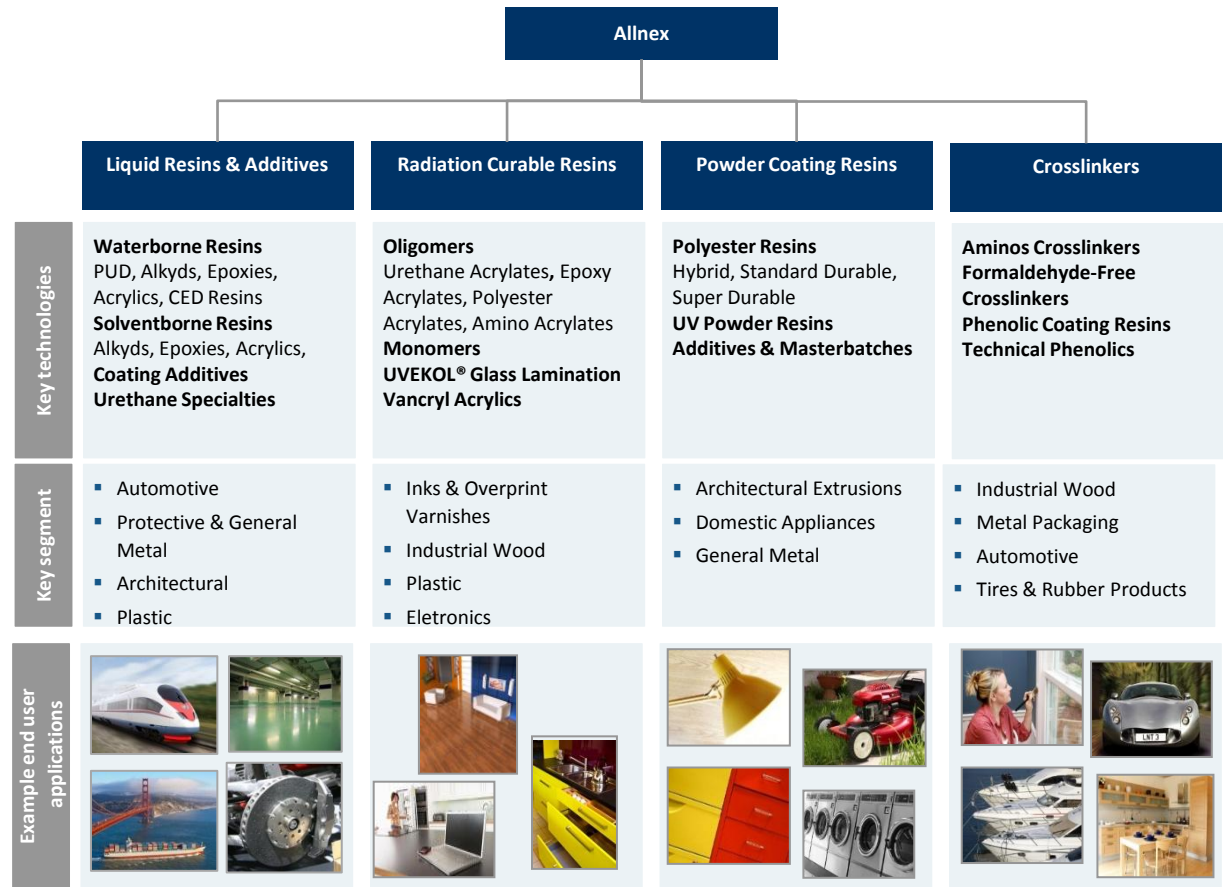 Allnex
Liquid Resins & Additives
Radiation Curable Resins
Powder Coating Resins
Crosslinkers
Key technologies
Waterborne Resins
PUD, Alkyds, Epoxies,
Acrylics, CED Resins
Solventborne Resins
Alkyds, Epoxies, Acrylics,
Coating Additives
Urethane Specialties
Oligomers
Urethane Acrylates, Epoxy
Acrylates, Polyester
Acrylates, Amino Acrylates
Monomers
UVEKOL® Glass Lamination
Vancryl Acrylics
Polyester Resins
Hybrid, Standard Durable,
Super Durable
UV Powder Resins
Additives & Masterbatches
Aminos Crosslinkers
Formaldehyde-Free
Crosslinkers
Phenolic Coating Resins
Technical Phenolics
Key segment
▪ Automotive
▪ Protective & General
Metal
▪ Architectural
▪ Plastic
▪ Inks & Overprint
Varnishes
▪ Industrial Wood
▪ Plastic
▪ Eletronics
▪ Architectural Extrusions
▪ Domestic Appliances
▪ General Metal
▪ Industrial Wood
▪ Metal Packaging
▪ Automotive
▪ Tires & Rubber Products
Example end user
applications
LNT 3